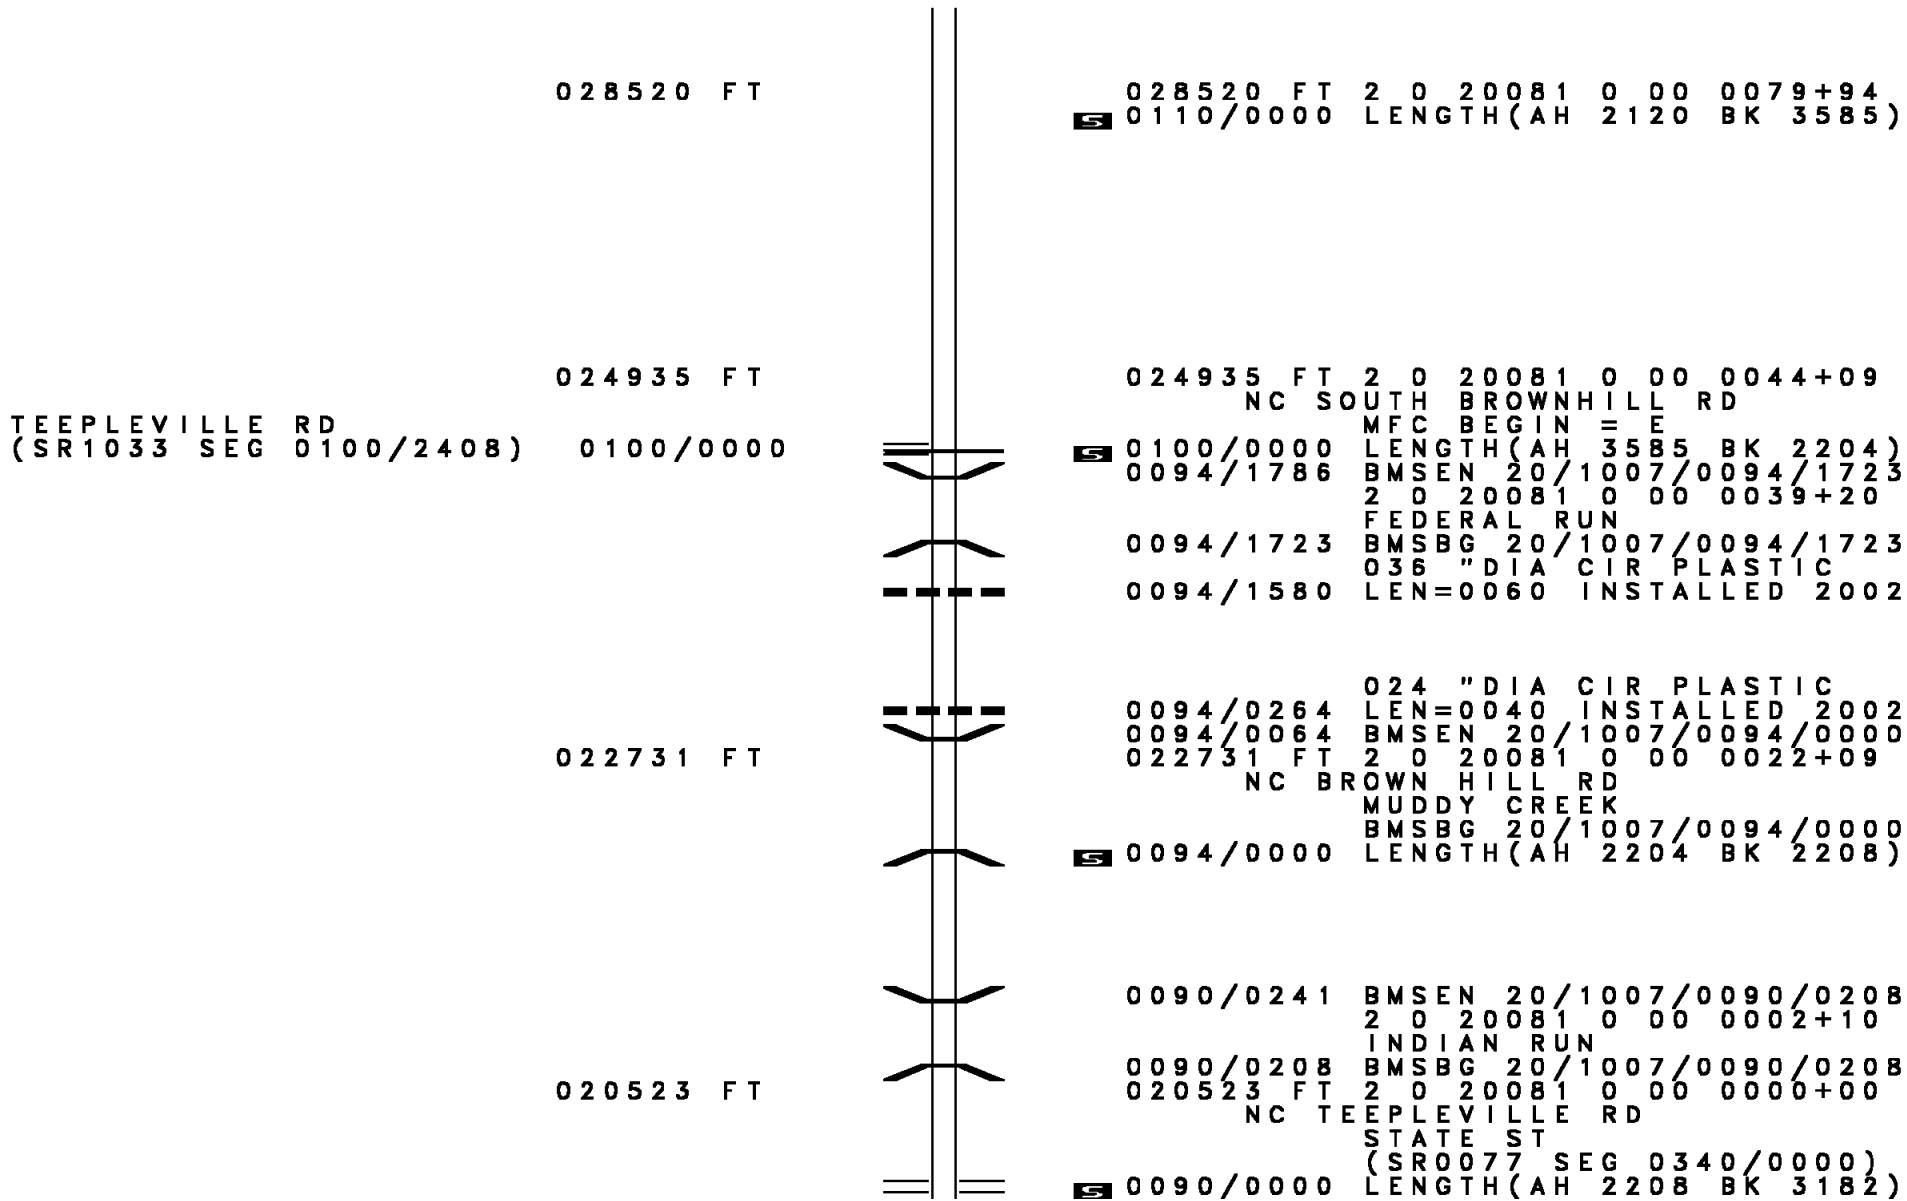 028520 FT 028520 FT 2 0 20081 0 00 0079+94
S 0110/0000 LENGTH(AH 2120 BK 3585)
024935 FT 024935 FT 2 0 20081 0 00 0044+09
NC SOUTH BROWNHILL RD
TEEPLEVILLE RD MFC BEGIN = E
(SR1033 SEG 0100/2408) 0100/0000 S 0100/0000 LENGTH(AH 3585 BK 2204)
0094/1786 BMSEN 20/1007/0094/1723
2 0 20081 0 00 0039+20
FEDERAL RUN
0094/1723 BMSBG 20/1007/0094/1723
036 "DIA CIR PLASTIC
0094/1580 LEN=0060 INSTALLED 2002
024 "DIA CIR PLASTIC
0094/0264 LEN=0040 INSTALLED 2002
0094/0064 BMSEN 20/1007/0094/0000
022731 FT 022731 FT 2 0 20081 0 00 0022+09
NC BROWN HILL RD
MUDDY CREEK
BMSBG 20/1007/0094/0000
S 0094/0000 LENGTH(AH 2204 BK 2208)
0090/0241 BMSEN 20/1007/0090/0208
2 0 20081 0 00 0002+10
INDIAN RUN
0090/0208 BMSBG 20/1007/0090/0208
020523 FT 020523 FT 2 0 20081 0 00 0000+00
NC TEEPLEVILLE RD
STATE ST
(SR0077 SEG 0340/0000)
S 0090/0000 LENGTH(AH 2208 BK 3182)